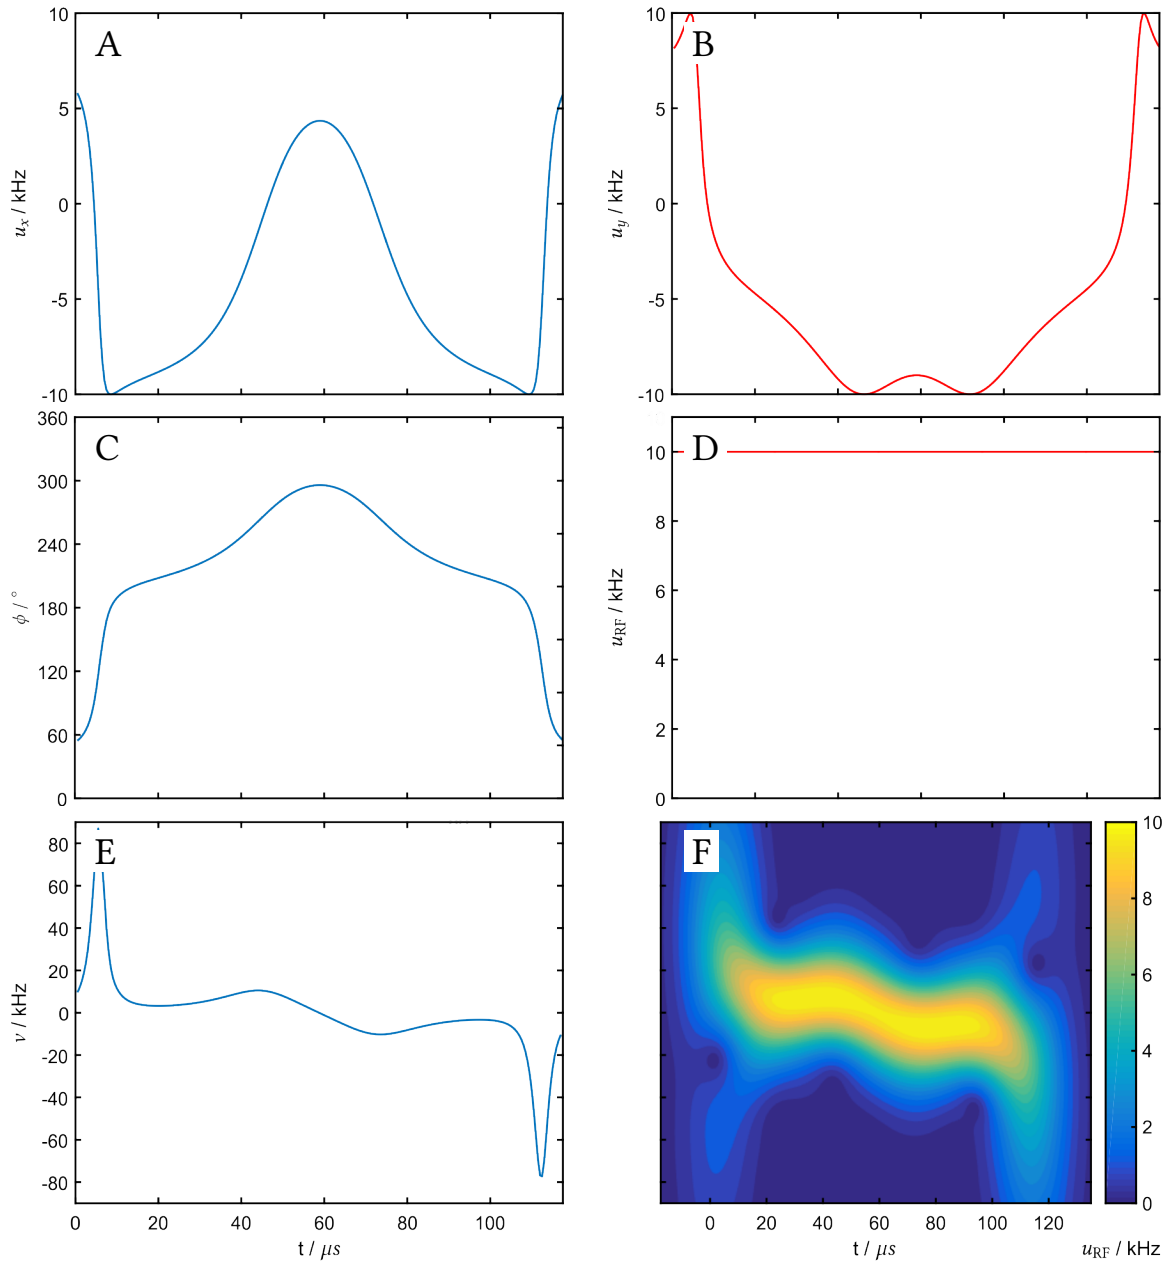 A
B
10
5
0
-5
-10
u_x / kHz
10
5
0
-5
-10
u_y / kHz
C
D
360
300
240
180
120
60
0
ϕ / °
10
8
6
4
2
0
u_RF / kHz
E
F
80
60
40
20
0
-20
-40
-60
-80
ν / kHz
0 20 40 60 80 100
t / μs
0 20 40 60 80 100 120
t / μs
10
8
6
4
2
0
u_RF / kHz